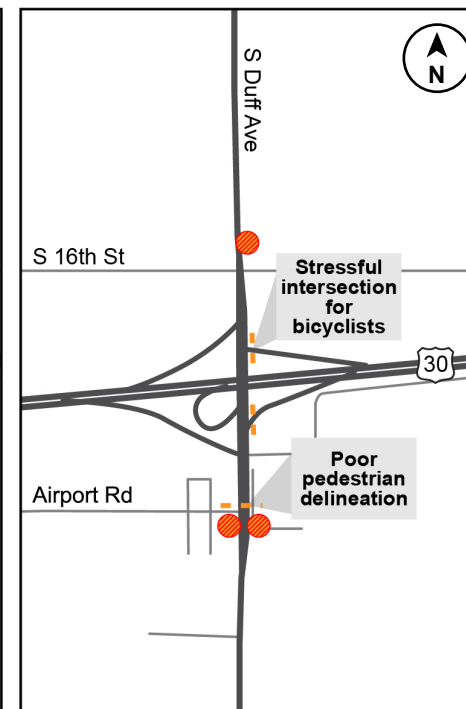 N
S Duff Ave
S 16th St
Stressful
intersection
for
bicyclists
30
Poor
pedestrian
delineation
Airport Rd